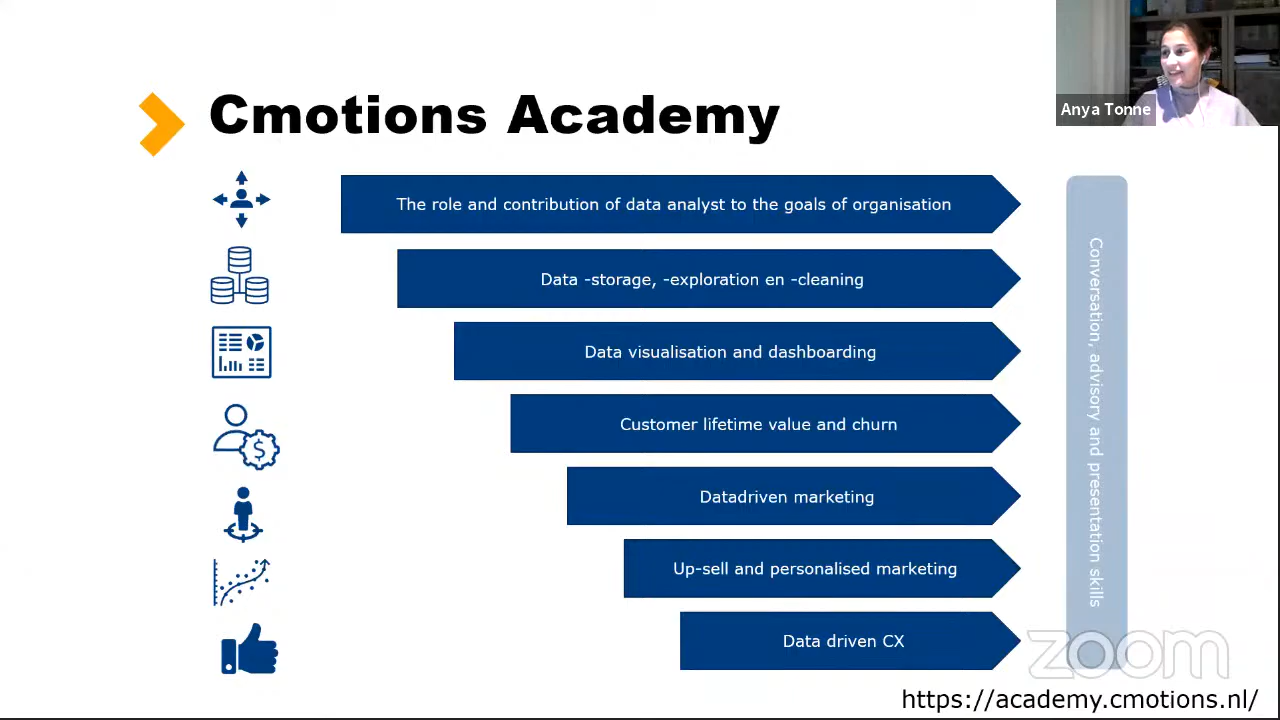 Cmotions Academy
Anya Tonne
The role and contribution of data analyst to the goals of organisation
Data -storage, -exploration en -cleaning
Data visualisation and dashboarding
Customer lifetime value and churn
Datadriven marketing
Up-sell and personalised marketing
Data driven CX
Conversation, advisory and presentation skills
zoom
https://academy.cmotions.nl/